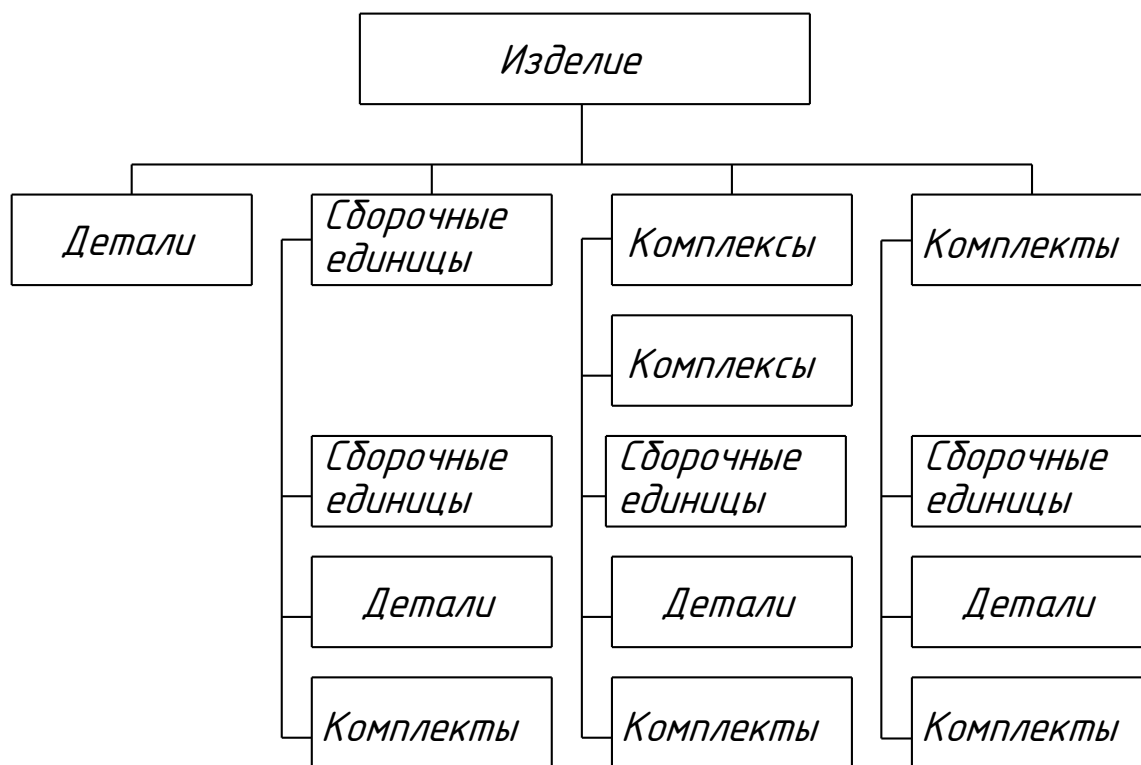 Изделие
Детали
Сборочные
единицы
Комплексы
Комплекты
Комплексы
Сборочные
единицы
Сборочные
единицы
Сборочные
единицы
Детали
Детали
Детали
Комплекты
Комплекты
Комплекты